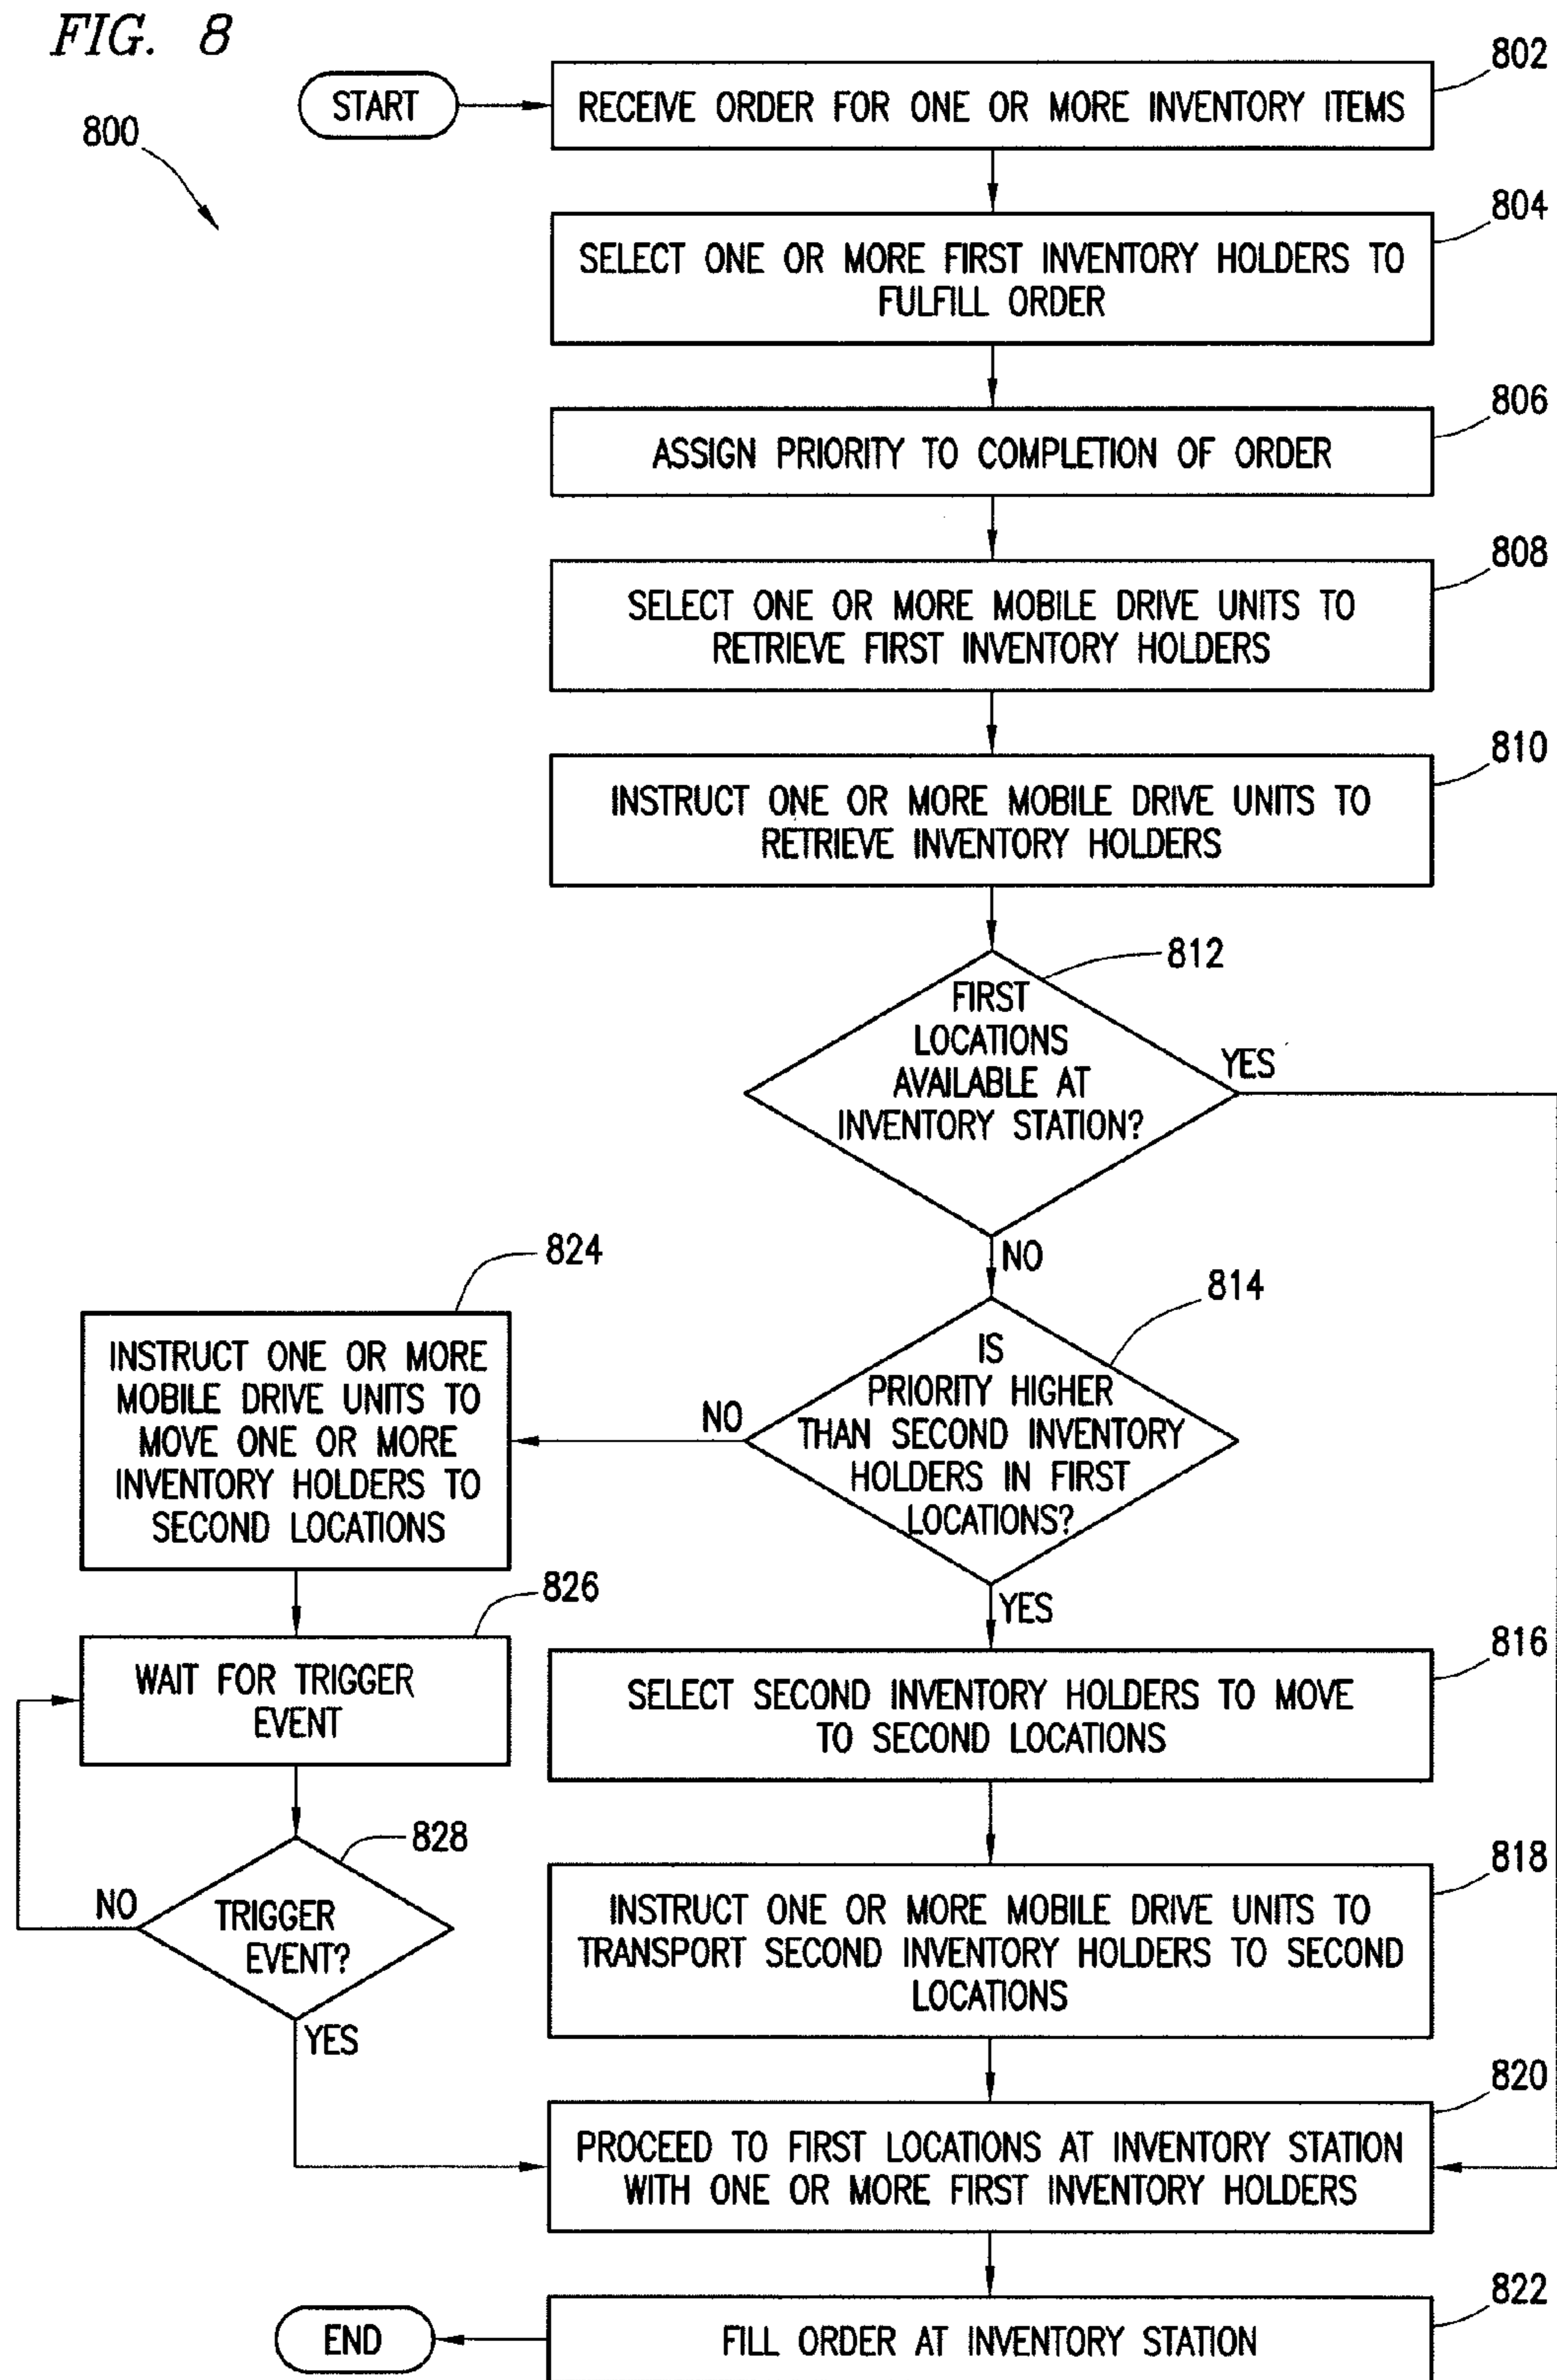 FIG. 8
800
START
802
RECEIVE ORDER FOR ONE OR MORE INVENTORY ITEMS
804
SELECT ONE OR MORE FIRST INVENTORY HOLDERS TO
FULFILL ORDER
806
ASSIGN PRIORITY TO COMPLETION OF ORDER
808
SELECT ONE OR MORE MOBILE DRIVE UNITS TO
RETRIEVE FIRST INVENTORY HOLDERS
810
INSTRUCT ONE OR MORE MOBILE DRIVE UNITS TO
RETRIEVE INVENTORY HOLDERS
812
FIRST
LOCATIONS
AVAILABLE AT
INVENTORY STATION?
YES
NO
814
IS
PRIORITY HIGHER
THAN SECOND INVENTORY
HOLDERS IN FIRST
LOCATIONS?
NO
YES
824
INSTRUCT ONE OR MORE
MOBILE DRIVE UNITS TO
MOVE ONE OR MORE
INVENTORY HOLDERS TO
SECOND LOCATIONS
826
WAIT FOR TRIGGER
EVENT
828
TRIGGER
EVENT?
NO
YES
816
SELECT SECOND INVENTORY HOLDERS TO MOVE
TO SECOND LOCATIONS
818
INSTRUCT ONE OR MORE MOBILE DRIVE UNITS TO
TRANSPORT SECOND INVENTORY HOLDERS TO SECOND
LOCATIONS
820
PROCEED TO FIRST LOCATIONS AT INVENTORY STATION
WITH ONE OR MORE FIRST INVENTORY HOLDERS
822
FILL ORDER AT INVENTORY STATION
END